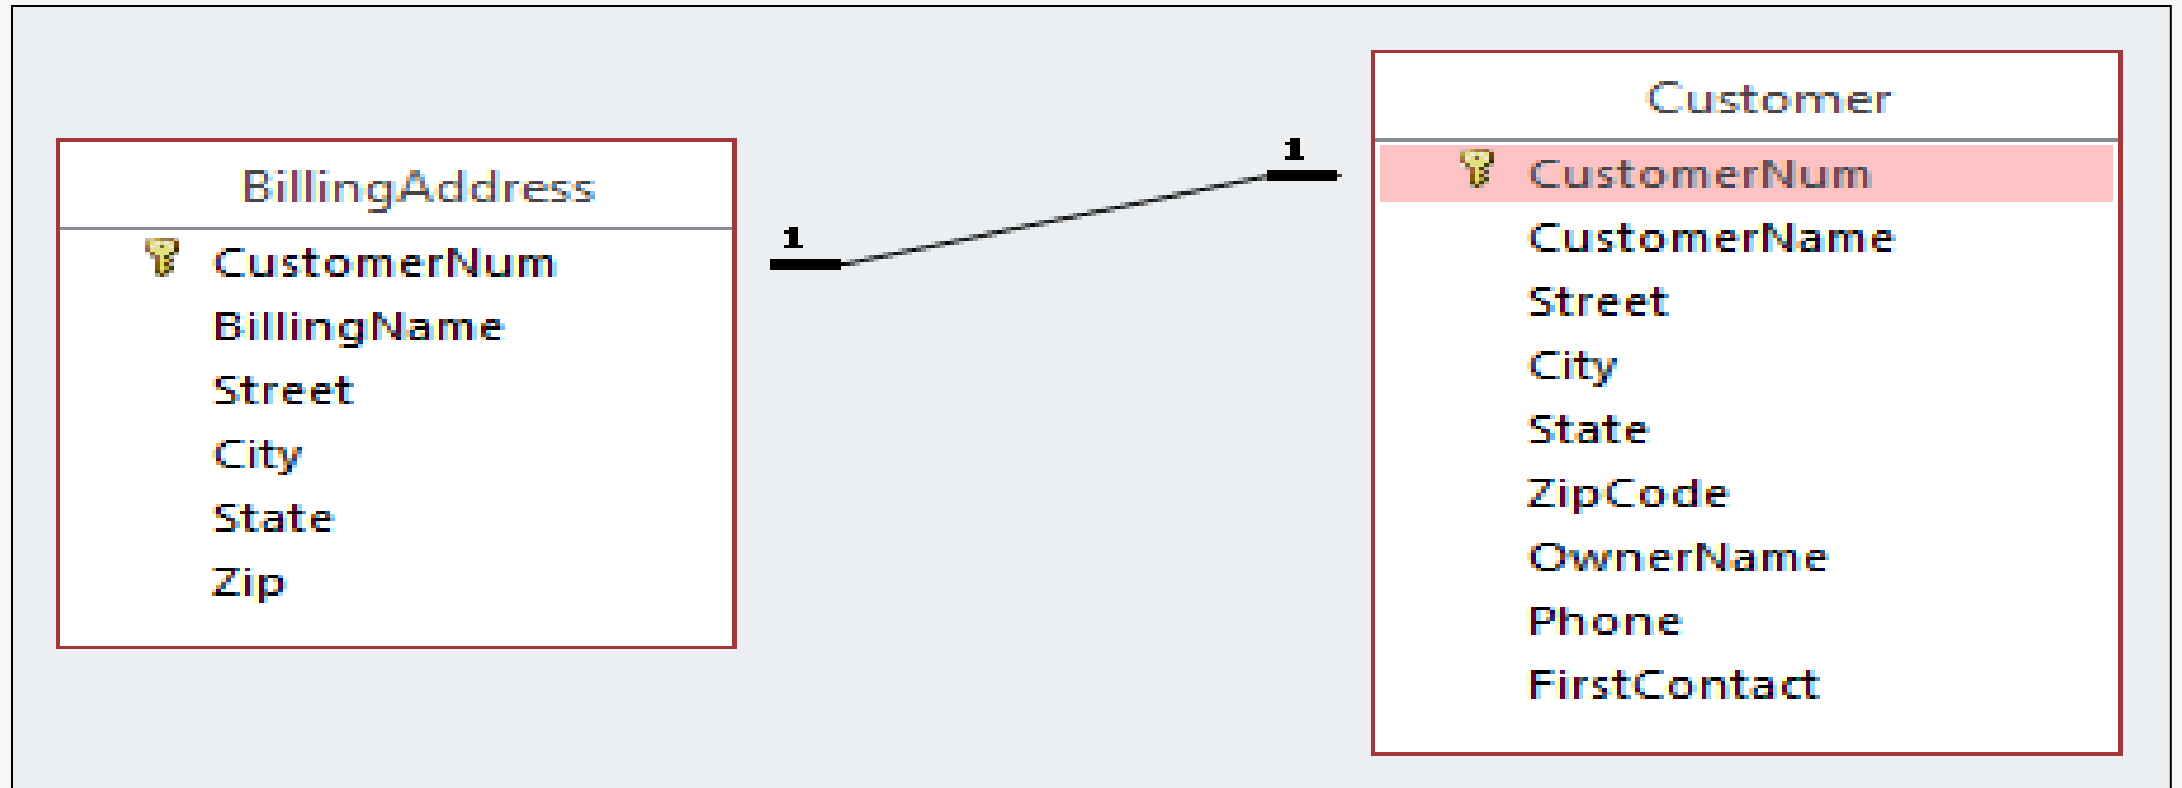 BillingAddress
CustomerNum
BillingName
Street
City
State
Zip
1
1
Customer
CustomerNum
CustomerName
Street
City
State
ZipCode
OwnerName
Phone
FirstContact